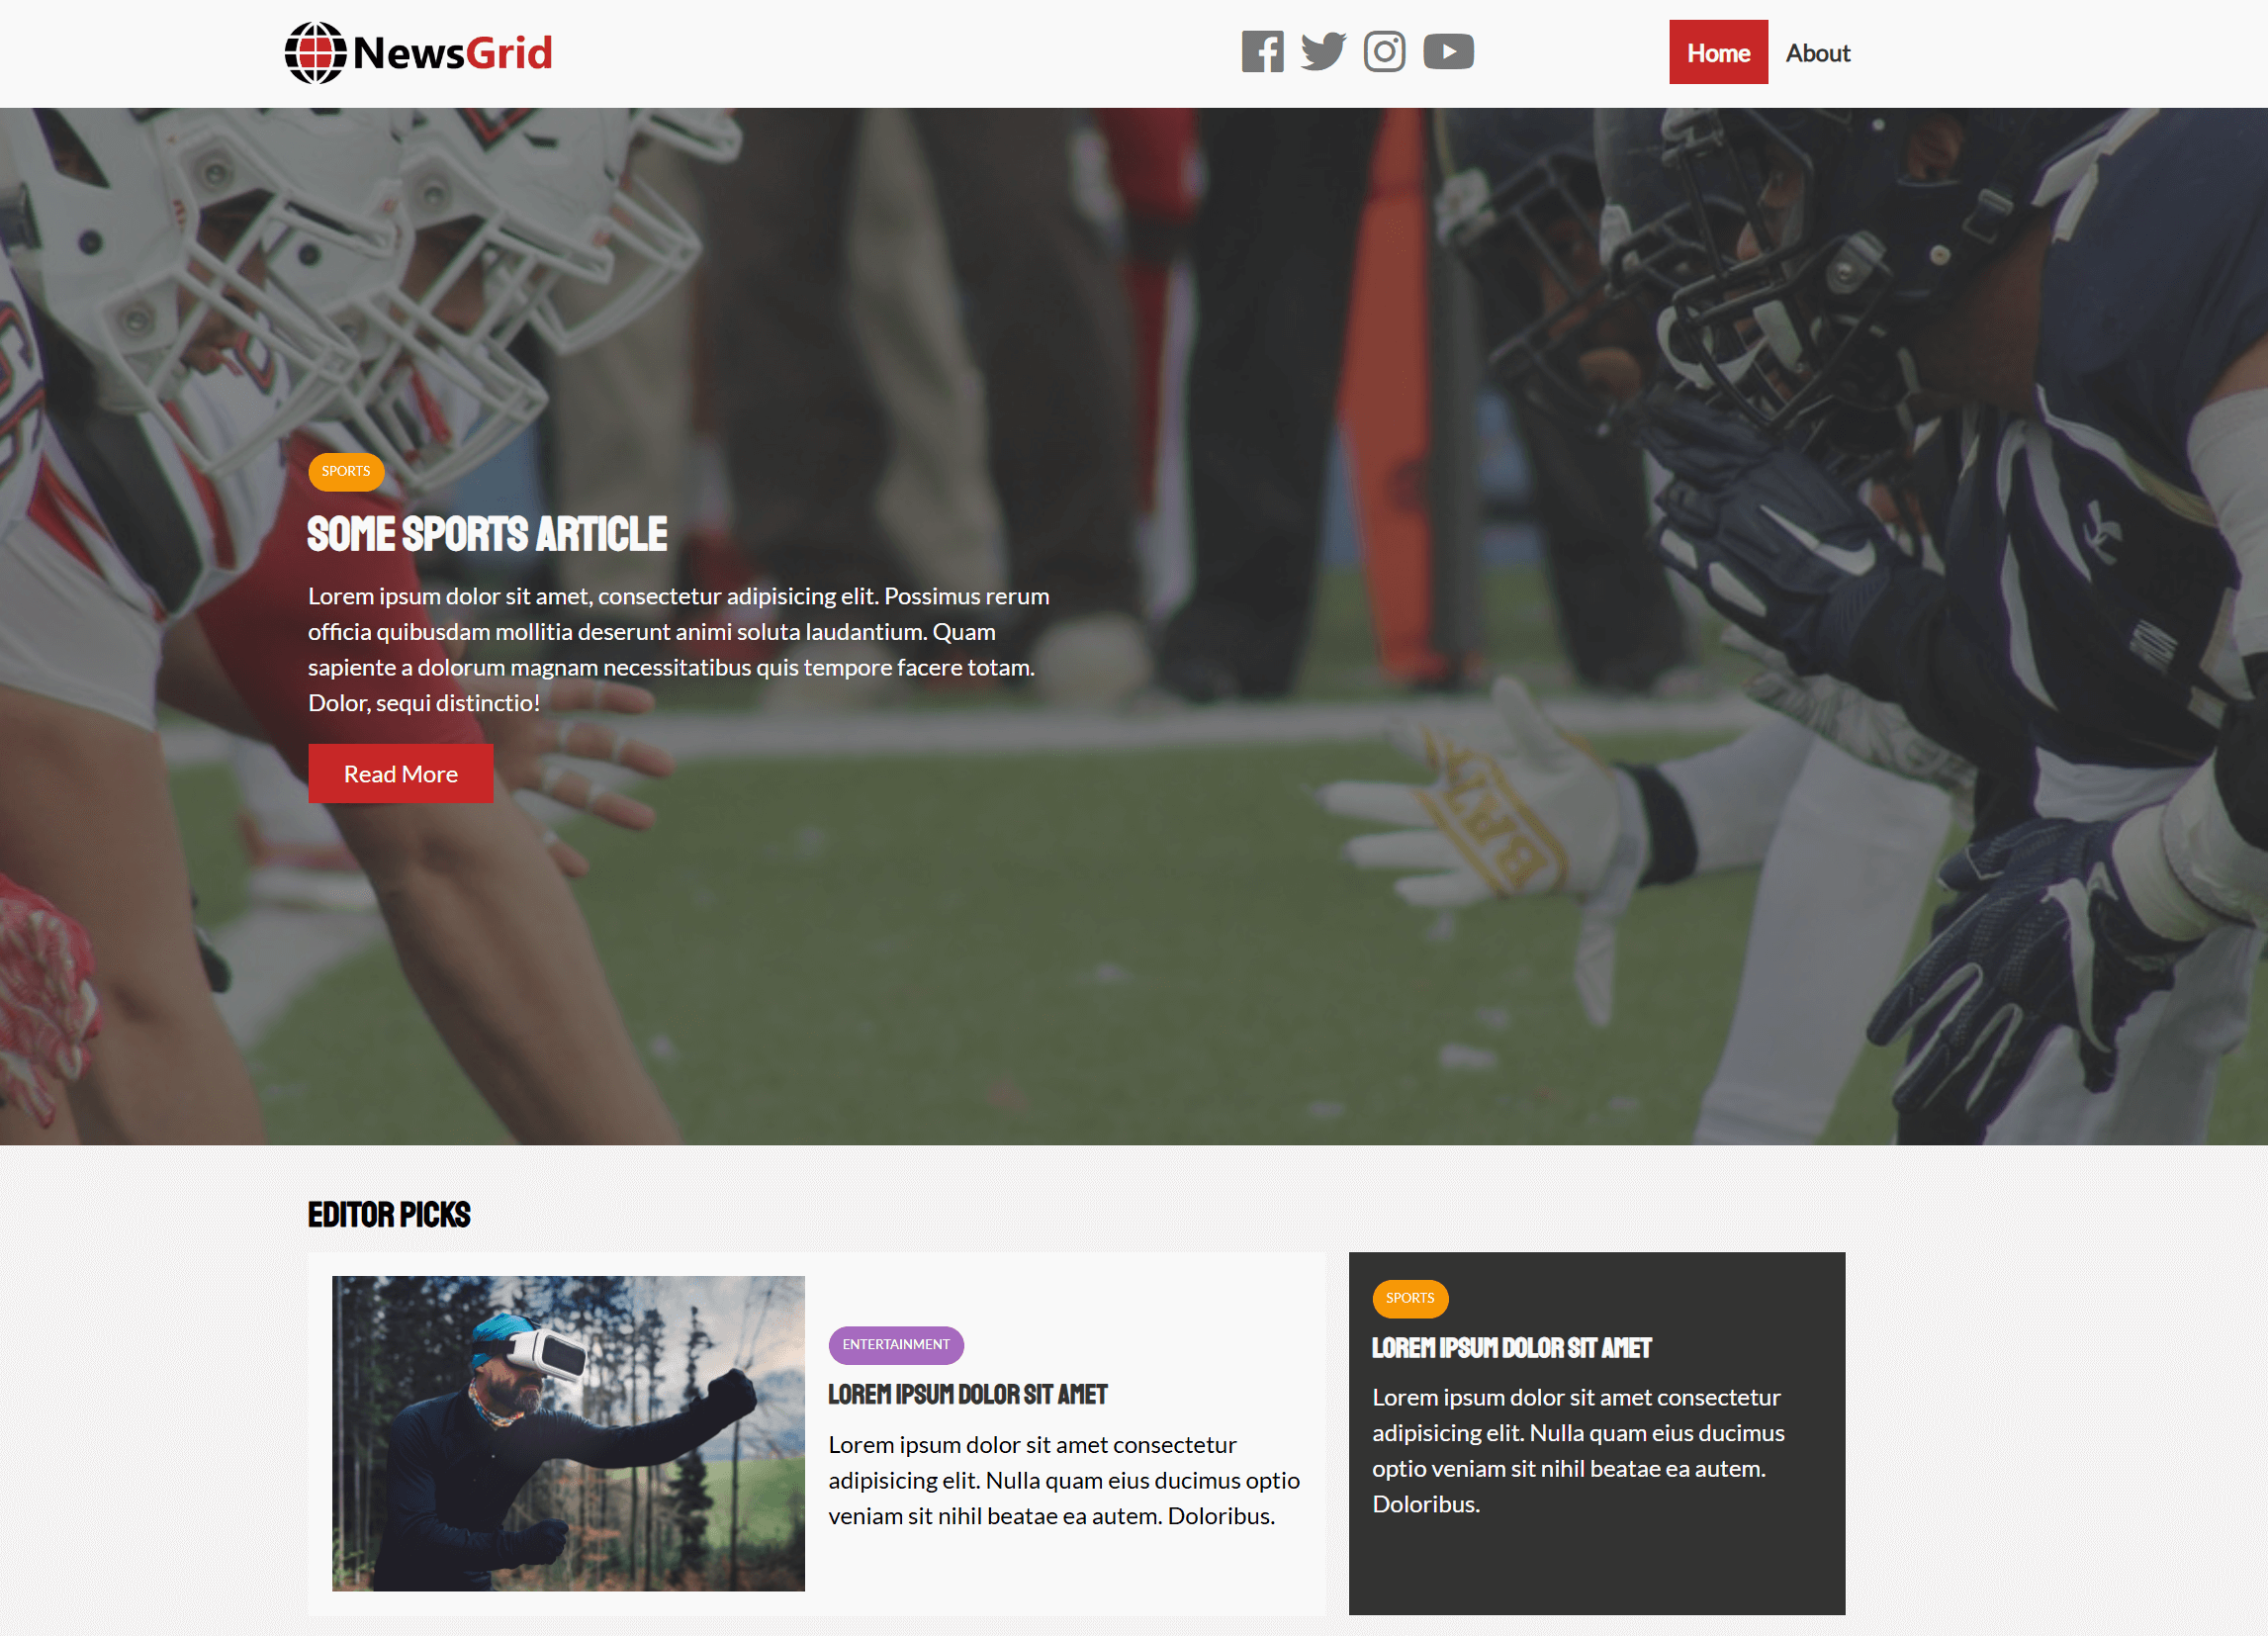 NewsGrid
Home About
SPORTS
SOME SPORTS ARTICLE
Lorem ipsum dolor sit amet, consectetur adipisicing elit. Possimus rerum
officia quibusdam mollitia deserunt animi soluta laudantium. Quam
sapiente a dolorum magnam necessitatibus quis tempore facere totam.
Dolor, sequi distinctio!
Read More
EDITOR PICKS
ENTERTAINMENT
LOREM IPSUM DOLOR SIT AMET
Lorem ipsum dolor sit amet consectetur
adipisicing elit. Nulla quam eius ducimus optio
veniam sit nihil beatae ea autem. Doloribus.
SPORTS
LOREM IPSUM DOLOR SIT AMET
Lorem ipsum dolor sit amet consectetur
adipisicing elit. Nulla quam eius ducimus
optio veniam sit nihil beatae ea autem.
Doloribus.